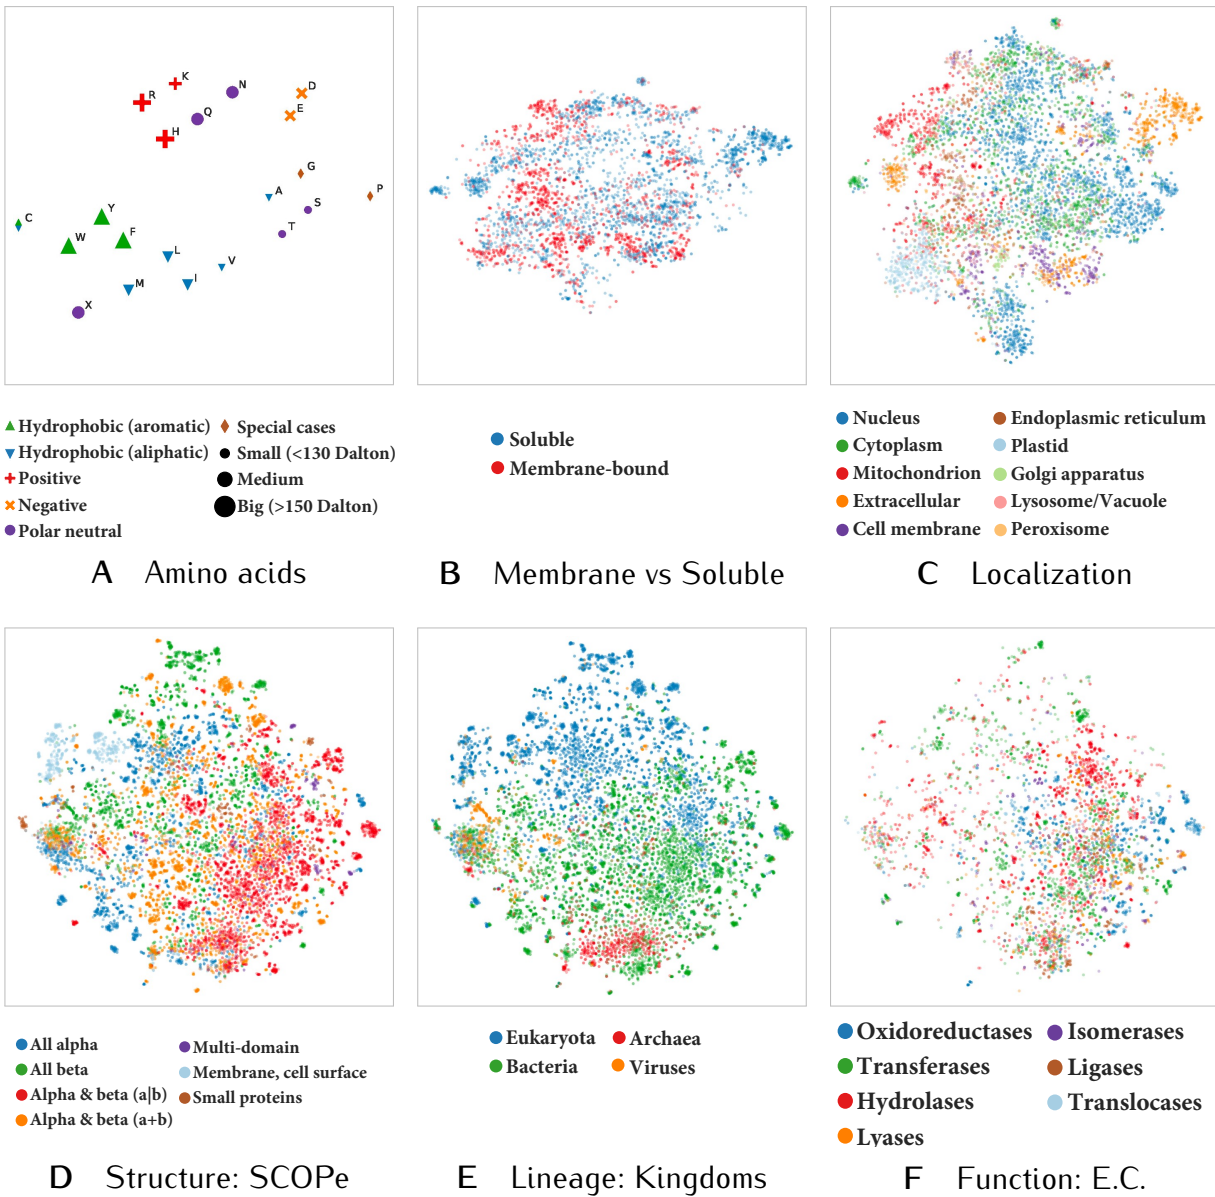 K
N
R
D
Q
E
H
G
A
P
S
Y
C
T
F
W
L
V
I
M
X
Hydrophobic (aromatic)
Special cases
Hydrophobic (aliphatic)
Small (<130 Dalton)
Positive
Medium
Negative
Big (>150 Dalton)
Polar neutral
A Amino acids
Soluble
Membrane-bound
B Membrane vs Soluble
Nucleus
Endoplasmic reticulum
Cytoplasm
Plastid
Mitochondrion
Golgi apparatus
Extracellular
Lysosome/Vacuole
Cell membrane
Peroxisome
C Localization
All alpha
Multi-domain
All beta
Membrane, cell surface
Alpha & beta (a|b)
Small proteins
Alpha & beta (a+b)
D Structure: SCOPe
Eukaryota
Archaea
Bacteria
Viruses
E Lineage: Kingdoms
Oxidoreductases
Isomerases
Transferases
Ligases
Hydrolases
Translocases
Lyases
F Function: E.C.